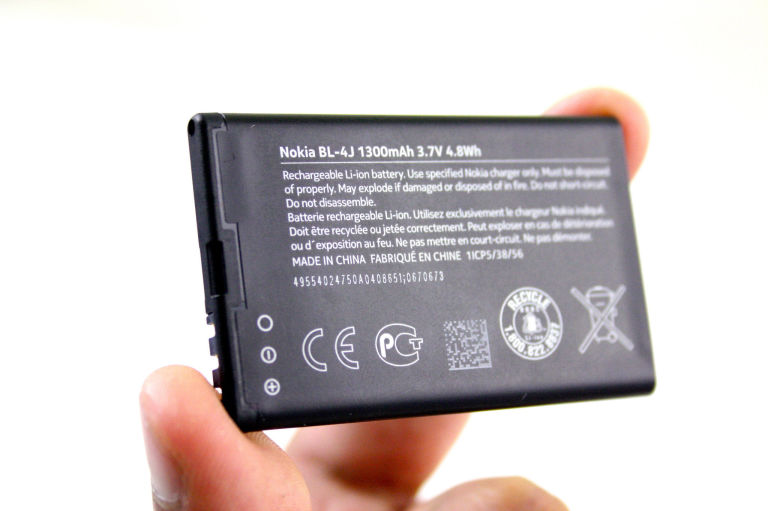 Nokia BL-4J 1300mAh 3.7V 4.8Wh
Rechargeable Li-ion battery. Use specified Nokia charger only. Must be disposed
of properly. May explode if damaged or disposed of in fire. Do not short-circuit.
Do not disassemble.
Batterie rechargeable Li-ion. Utilisez exclusivement le chargeur Nokia indiqué.
Doit être recyclée ou jetée correctement. Peut exploser en cas de détérioration
ou d´exposition au feu. Ne pas mettre en court-circuit. Ne pas démonter.
MADE IN CHINA FABRIQUÉ EN CHINE 1ICP5/38/56
49554024750A0408651;0670673
CE
РСТ
RECYCLE
LI-ION
1.800.822.8837